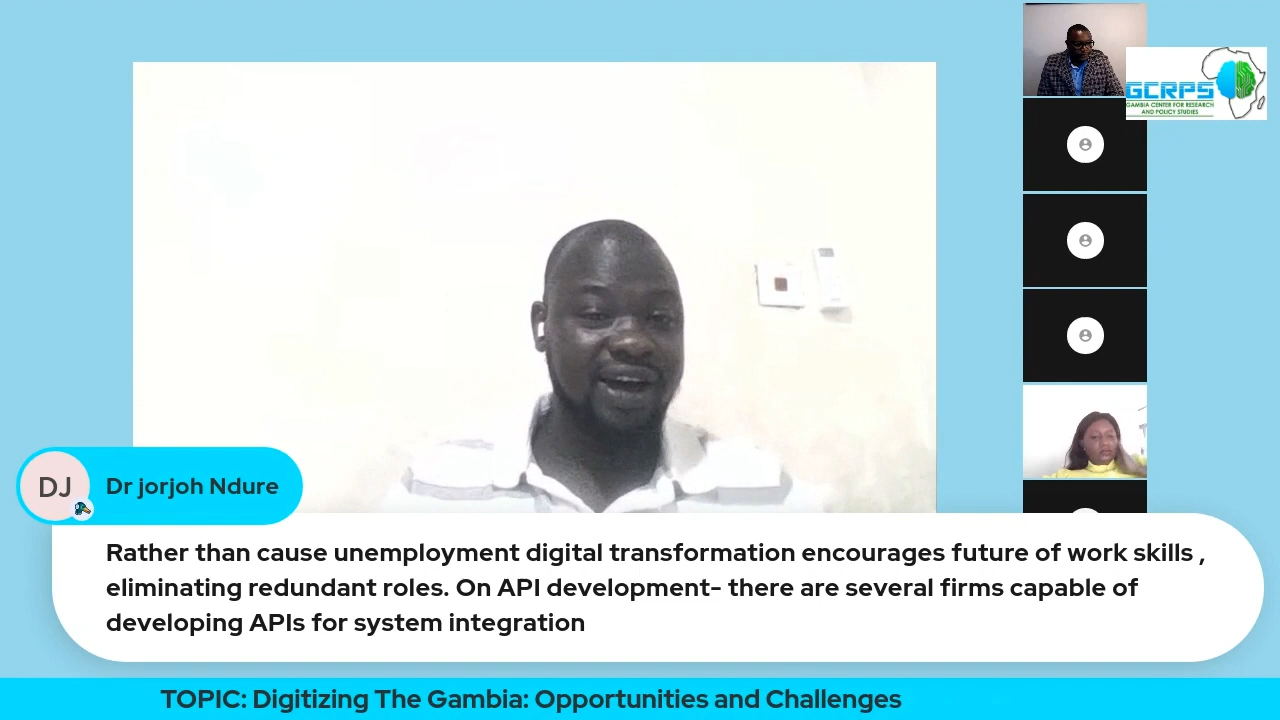 GCRPS
GAMBIA CENTER FOR RESEARCH
AND POLICY STUDIES
DJ
Dr jorjoh Ndure
Rather than cause unemployment digital transformation encourages future of work skills ,
eliminating redundant roles. On API development- there are several firms capable of
developing APIs for system integration
TOPIC: Digitizing The Gambia: Opportunities and Challenges